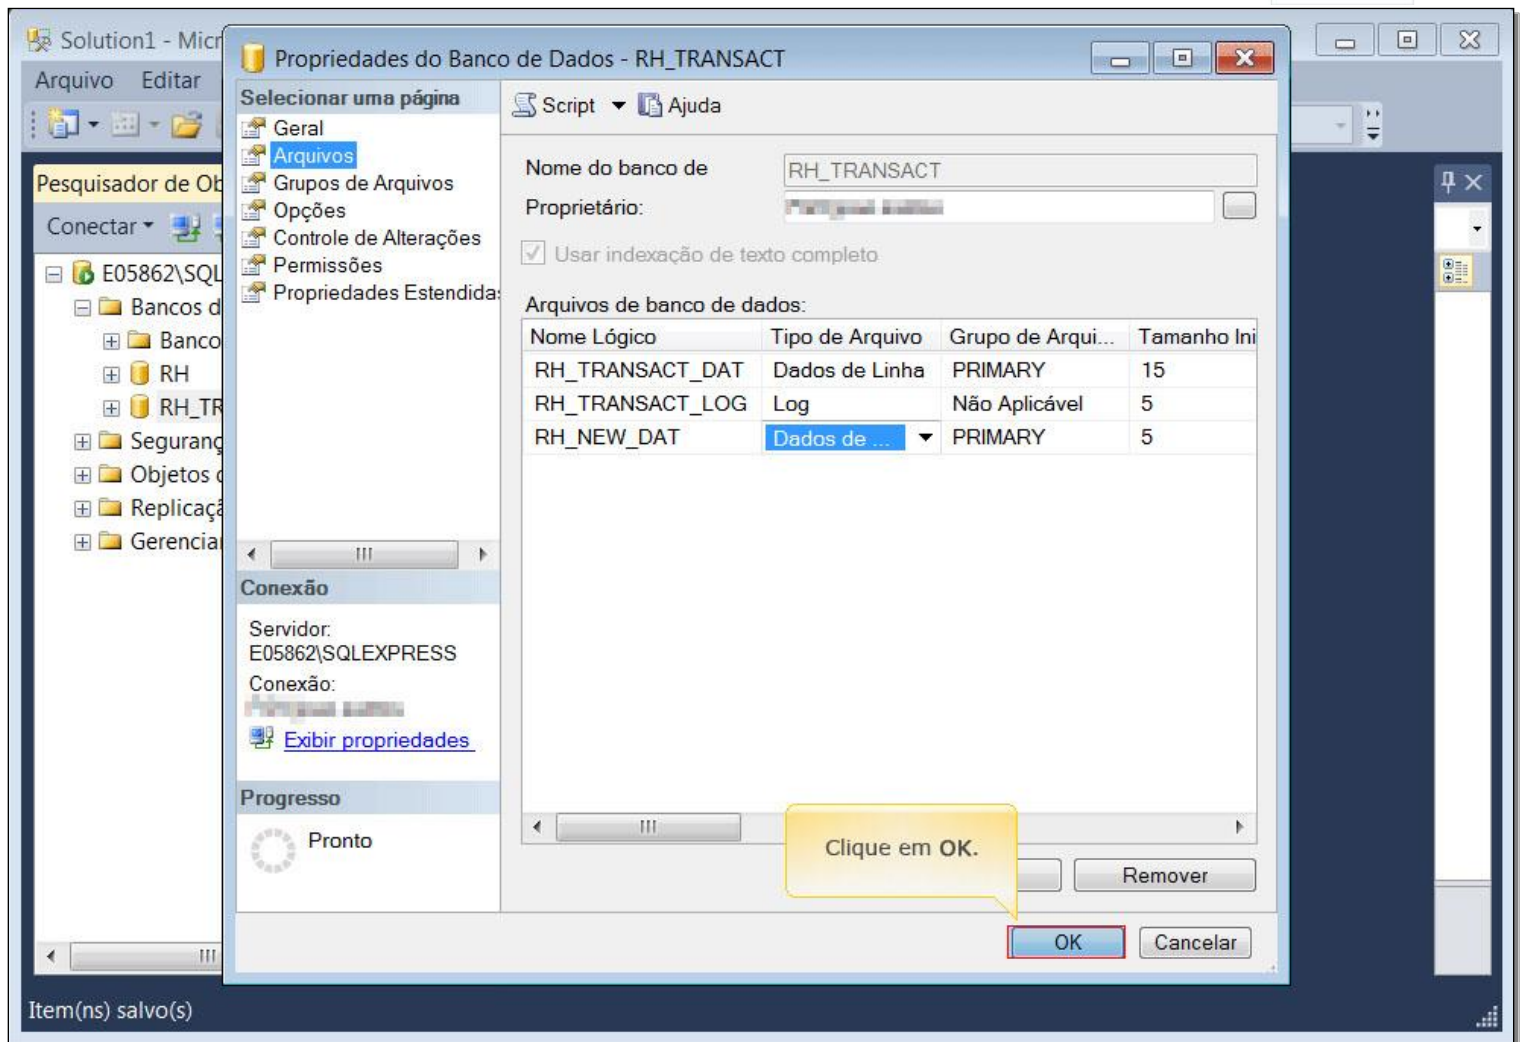 Solution1 - Micr
Arquivo Editar
Pesquisador de Ob
Conectar
E05862\SQL
Bancos d
Banco
RH
RH_TR
Seguranç
Objetos
Replicaçã
Gerencia
Item(ns) salvo(s)
Propriedades do Banco de Dados - RH_TRANSACT
Selecionar uma página
Geral
Arquivos
Grupos de Arquivos
Opções
Controle de Alterações
Permissões
Propriedades Estendida
Conexão
Servidor:
E05862\SQLEXPRESS
Conexão:
Exibir propriedades
Progresso
Pronto
Script Ajuda
Nome do banco de RH_TRANSACT
Proprietário:
Usar indexação de texto completo
Arquivos de banco de dados:
Nome Lógico Tipo de Arquivo Grupo de Arqui... Tamanho Ini
RH_TRANSACT_DAT Dados de Linha PRIMARY 15
RH_TRANSACT_LOG Log Não Aplicável 5
RH_NEW_DAT Dados de ... PRIMARY 5
Clique em OK.
Remover
OK Cancelar